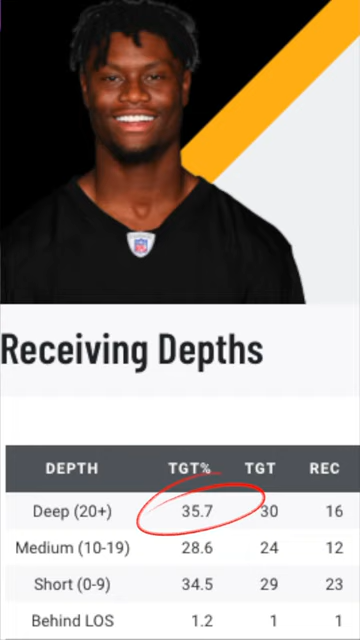 Receiving Depths
DEPTH TGT% TGT REC
Deep (20+) 35.7 30 16
Medium (10-19) 28.6 24 12
Short (0-9) 34.5 29 23
Behind LOS 1.2 1 1